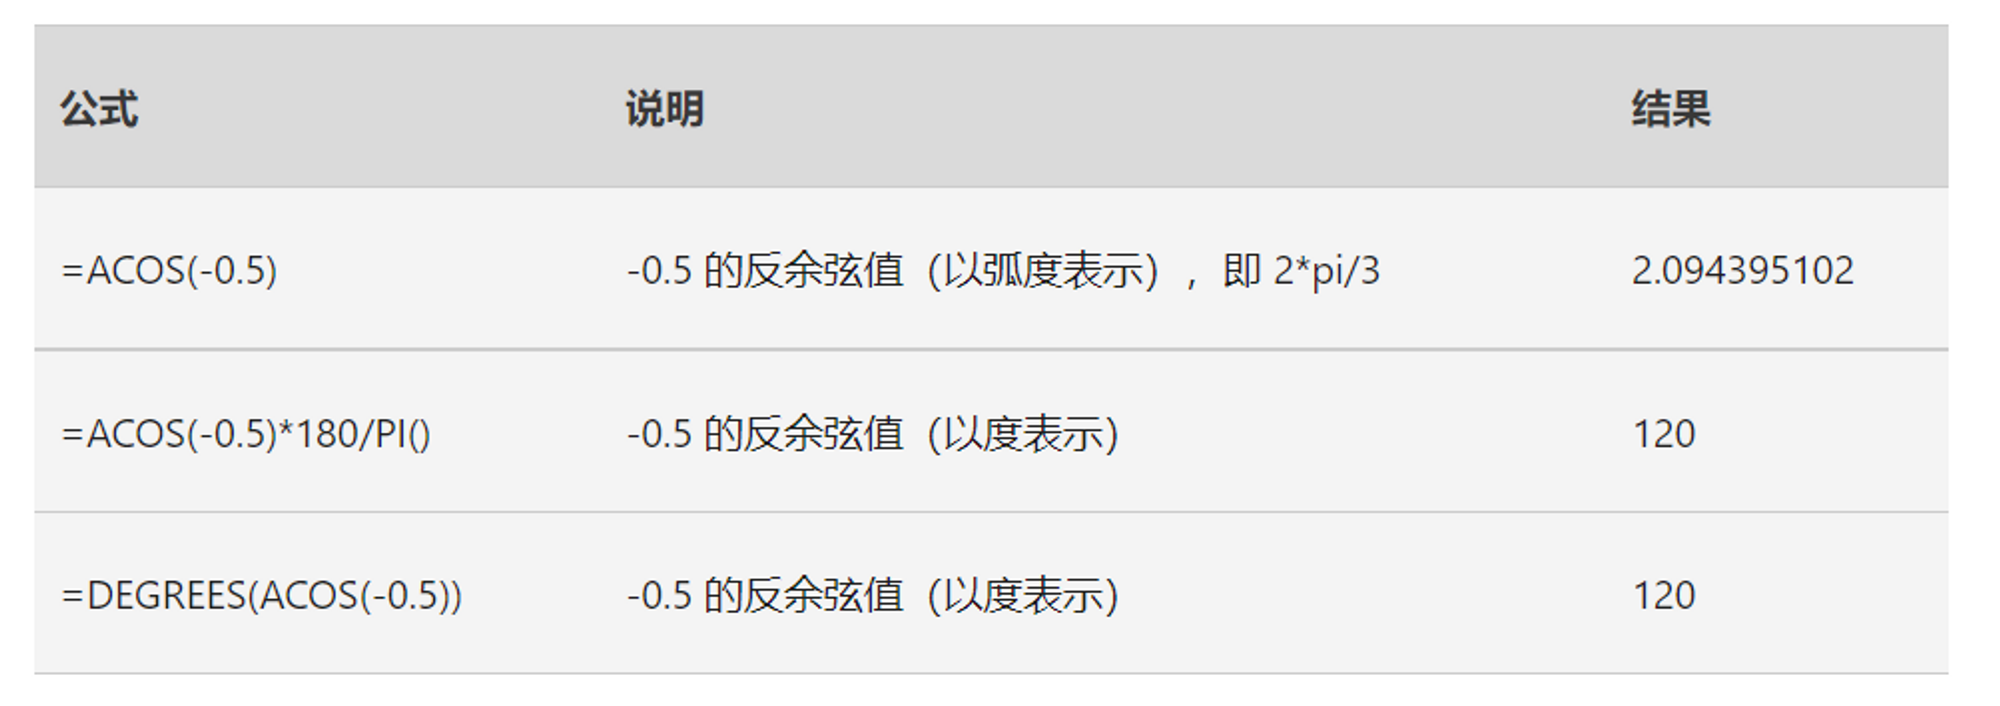 公式 说明 结果
=ACOS(-0.5) -0.5 的反余弦值（以弧度表示），即 2*pi/3 2.094395102
=ACOS(-0.5)*180/PI() -0.5 的反余弦值（以度表示） 120
=DEGREES(ACOS(-0.5)) -0.5 的反余弦值（以度表示） 120